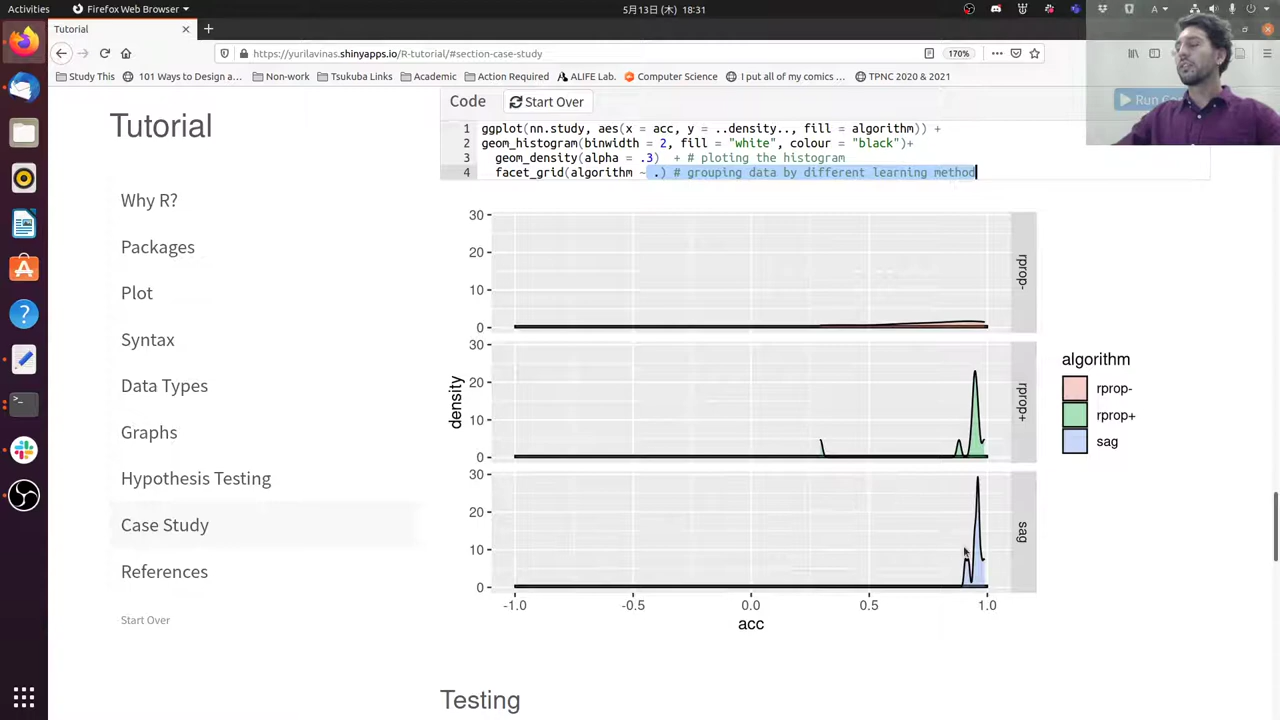 Activities
Firefox Web Browser
5月13日 (木) 18:31
A
Tutorial
https://yurilavinas.shinyapps.io/R-tutorial/#section-case-study
170%
Study This
101 Ways to Design a…
Non-work
Tsukuba Links
Academic
Action Required
ALIFE Lab.
Computer Science
I put all of my comics …
TPNC 2020 & 2021
Tutorial
Why R?
Packages
Plot
Syntax
Data Types
Graphs
Hypothesis Testing
Case Study
References
Start Over
Code
Start Over
1 ggplot(nn.study, aes(x = acc, y = ..density.., fill = algorithm)) +
2 geom_histogram(binwidth = 2, fill = "white", colour = "black")+
3 geom_density(alpha = .3) + # ploting the histogram
4 facet_grid(algorithm ~ .) # grouping data by different learning method
30
20
10
0
rprop-
30
20
10
0
rprop+
30
20
10
0
sag
density
-1.0
-0.5
0.0
0.5
1.0
acc
algorithm
rprop-
rprop+
sag
Testing